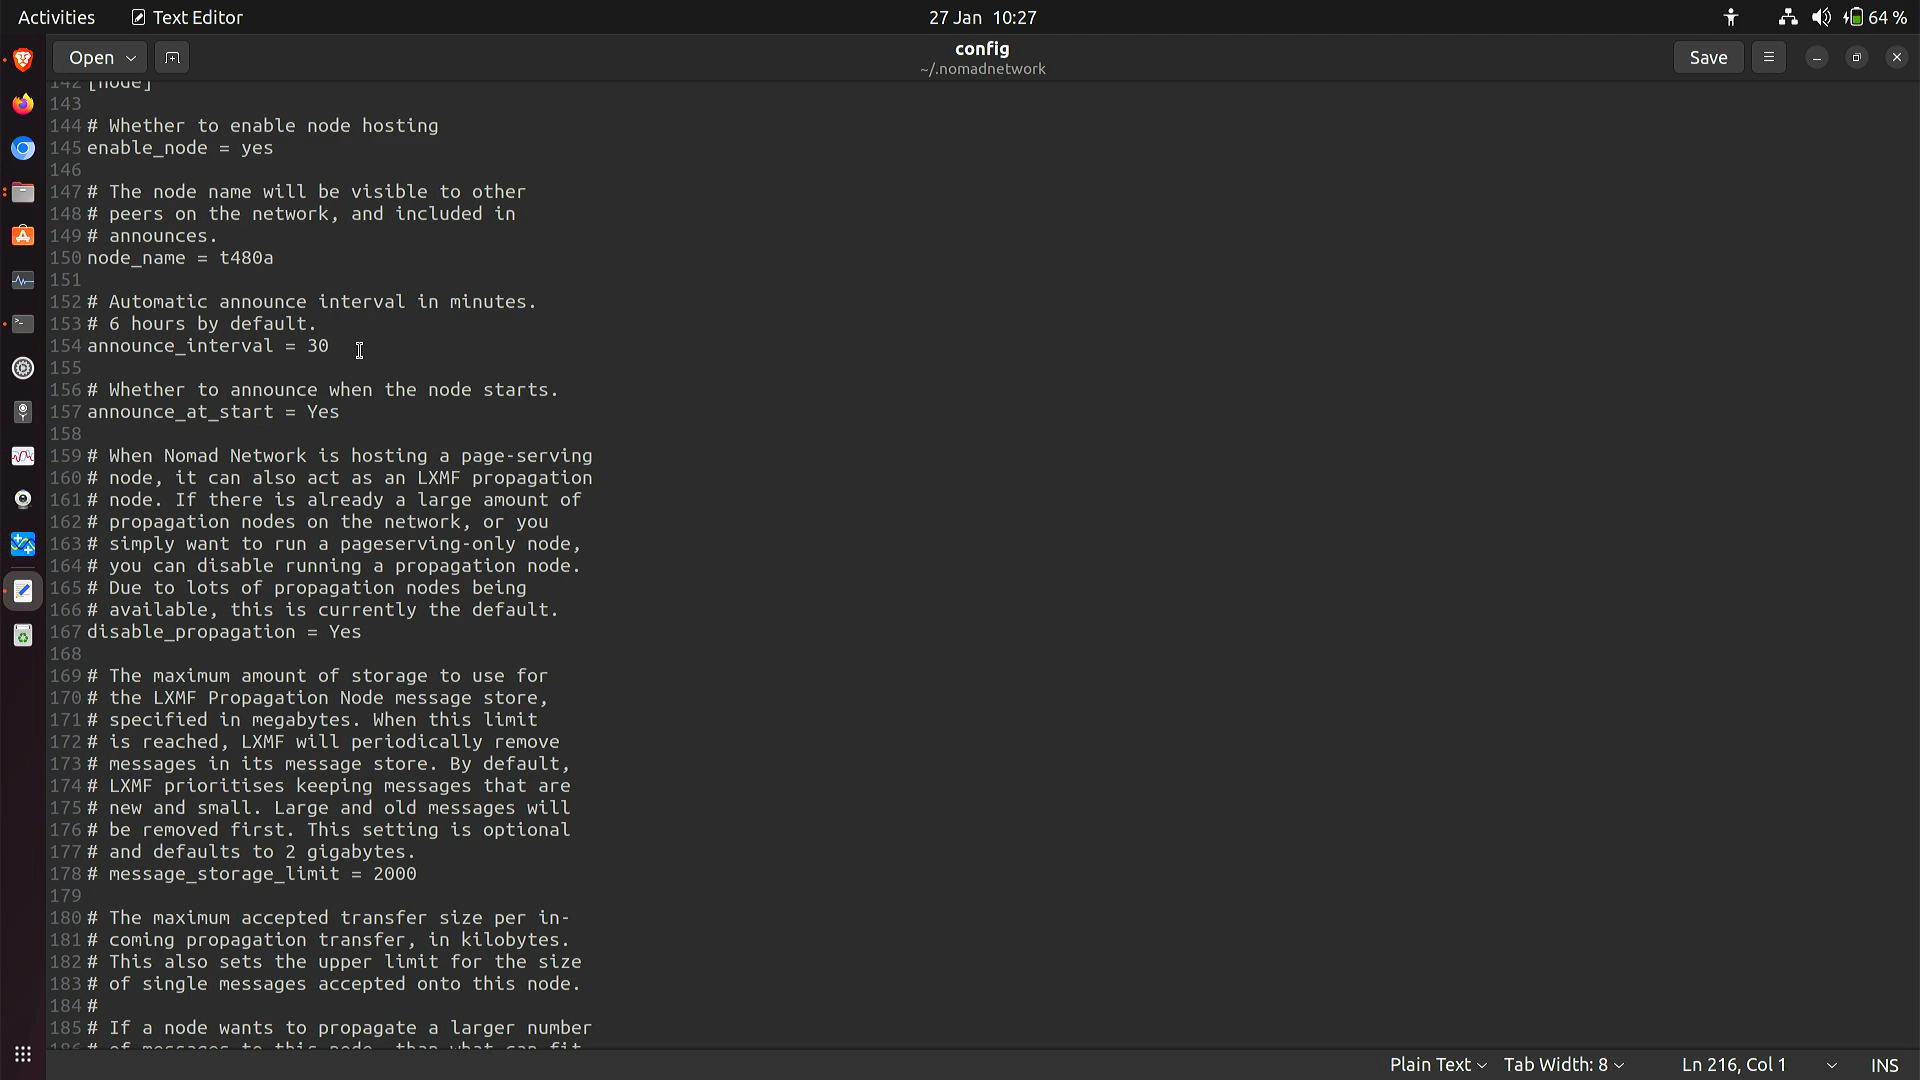 Activities Text Editor 27 Jan 10:27 64 %
Open config Save
~/.nomadnetwork
142 [node]
143
144 # Whether to enable node hosting
145 enable_node = yes
146
147 # The node name will be visible to other
148 # peers on the network, and included in
149 # announces.
150 node_name = t480a
151
152 # Automatic announce interval in minutes.
153 # 6 hours by default.
154 announce_interval = 30
155
156 # Whether to announce when the node starts.
157 announce_at_start = Yes
158
159 # When Nomad Network is hosting a page-serving
160 # node, it can also act as an LXMF propagation
161 # node. If there is already a large amount of
162 # propagation nodes on the network, or you
163 # simply want to run a pageserving-only node,
164 # you can disable running a propagation node.
165 # Due to lots of propagation nodes being
166 # available, this is currently the default.
167 disable_propagation = Yes
168
169 # The maximum amount of storage to use for
170 # the LXMF Propagation Node message store,
171 # specified in megabytes. When this limit
172 # is reached, LXMF will periodically remove
173 # messages in its message store. By default,
174 # LXMF prioritises keeping messages that are
175 # new and small. Large and old messages will
176 # be removed first. This setting is optional
177 # and defaults to 2 gigabytes.
178 # message_storage_limit = 2000
179
180 # The maximum accepted transfer size per in-
181 # coming propagation transfer, in kilobytes.
182 # This also sets the upper limit for the size
183 # of single messages accepted onto this node.
184 #
185 # If a node wants to propagate a larger number
186 # of messages to this node, than what can fit
Plain Text Tab Width: 8 Ln 216, Col 1 INS